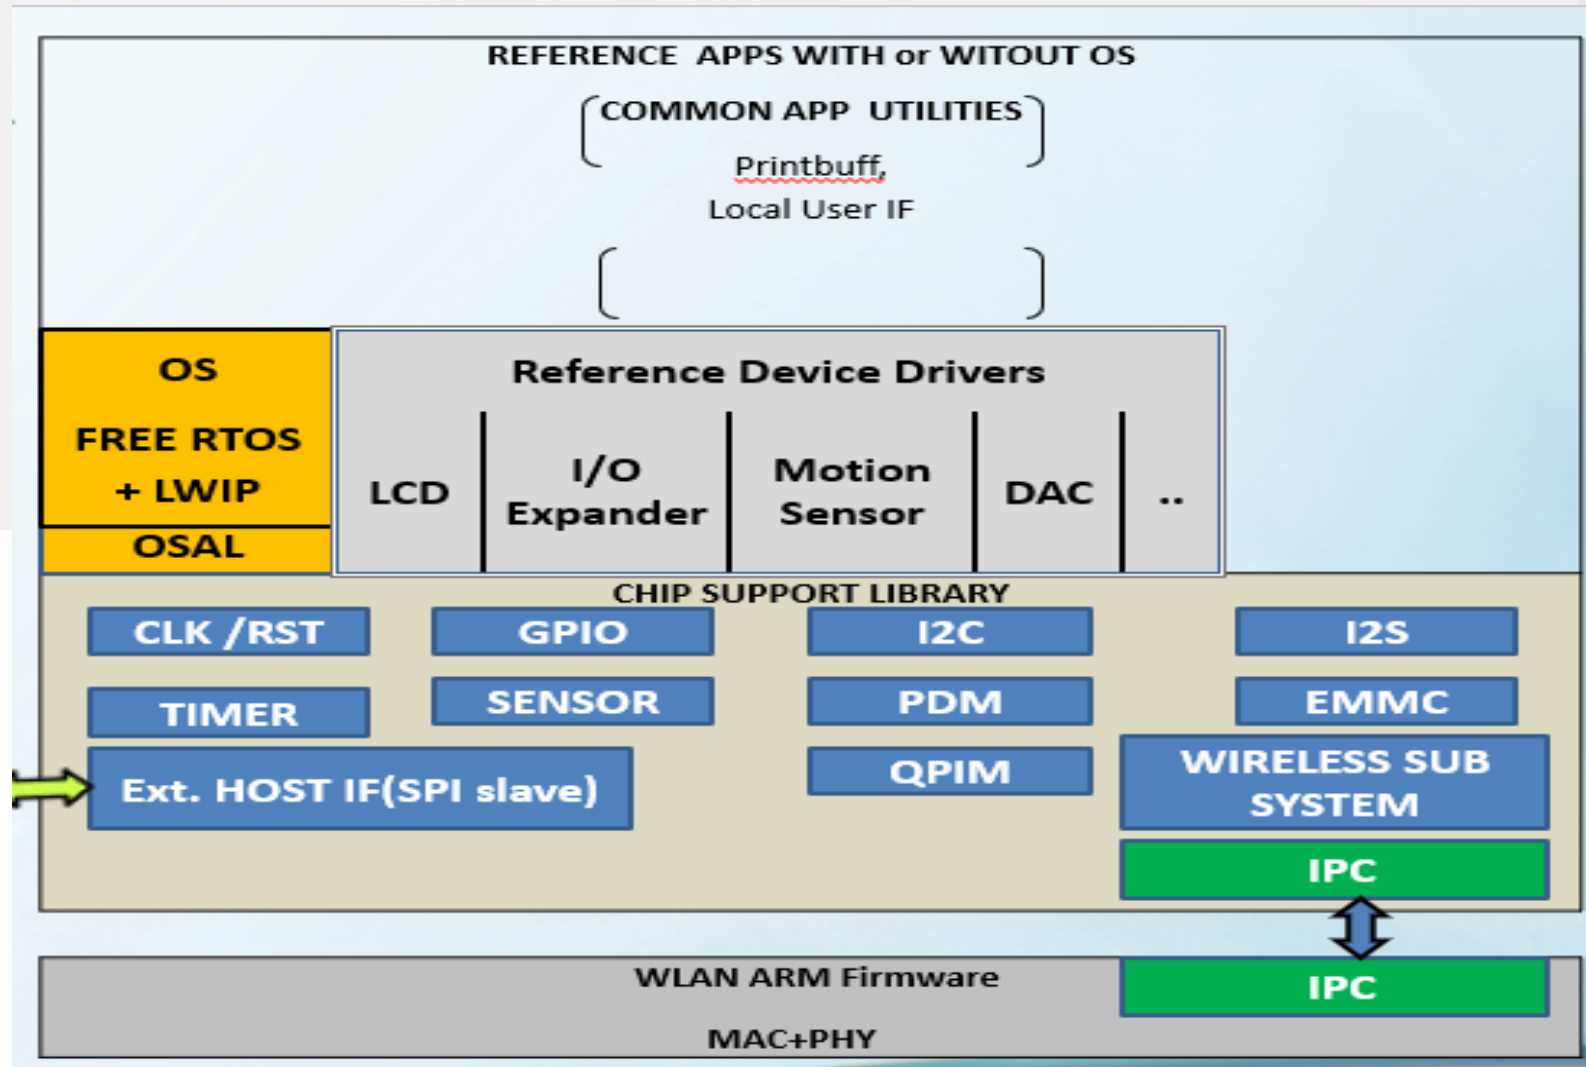 REFERENCE APPS WITH or WITOUT OS
COMMON APP UTILITIES
Printbuff,
Local User IF
OS
FREE RTOS
+ LWIP
OSAL
Reference Device Drivers
LCD
I/O
Expander
Motion
Sensor
DAC
..
CHIP SUPPORT LIBRARY
CLK /RST
GPIO
I2C
I2S
TIMER
SENSOR
PDM
EMMC
Ext. HOST IF(SPI slave)
QPIM
WIRELESS SUB
SYSTEM
IPC
WLAN ARM Firmware
IPC
MAC+PHY